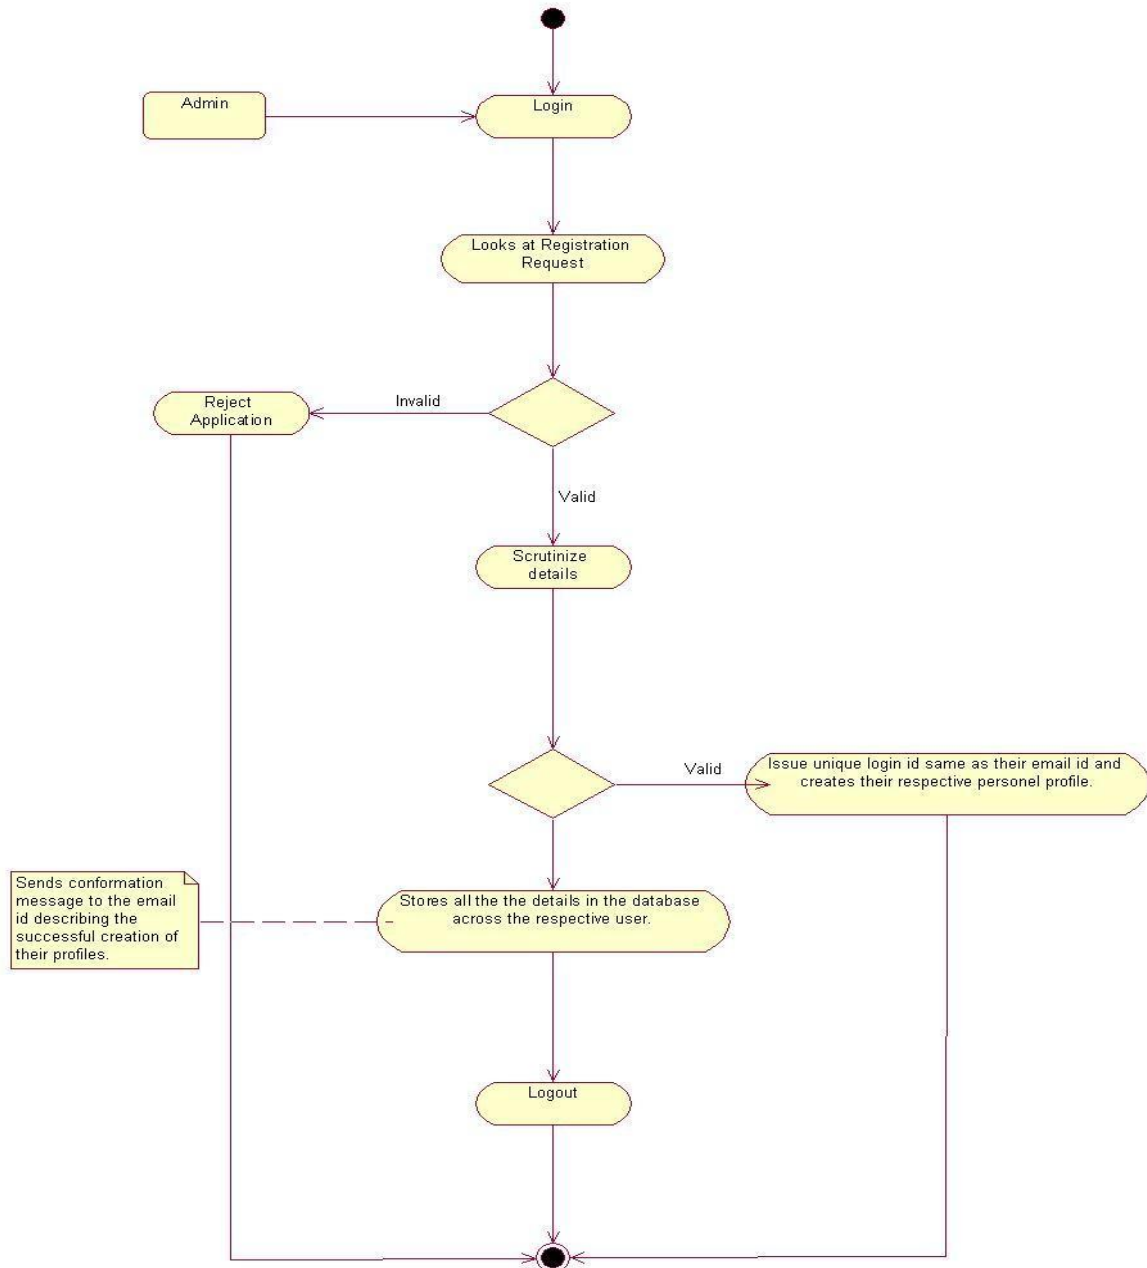 Admin
Login
Looks at Registration
Request
Reject
Application
Invalid
Valid
Scrutinize
details
Valid
Issue unique login id same as their email id and
creates their respective personel profile.
Sends conformation
message to the email
id describing the
successful creation of
their profiles.
Stores all the the details in the database
across the respective user.
Logout